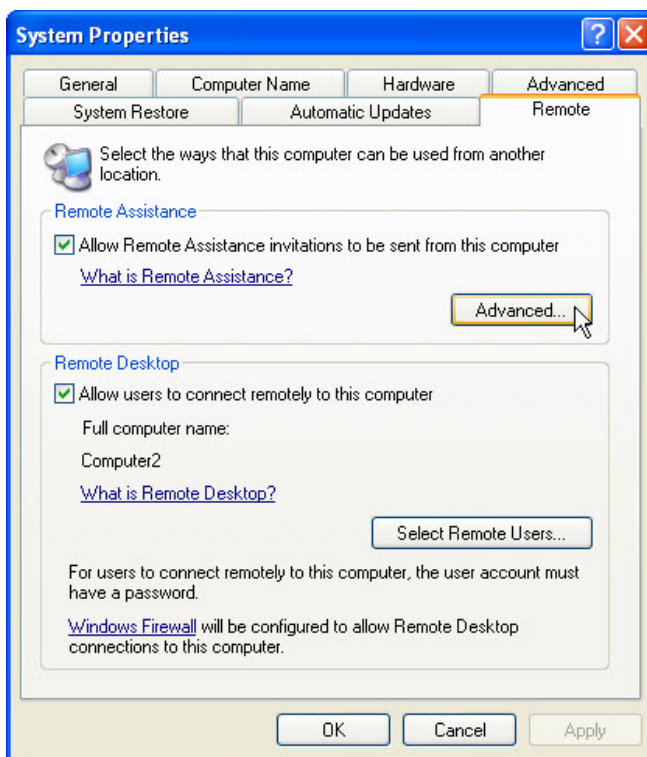 System Properties
General
Computer Name
Hardware
Advanced
System Restore
Automatic Updates
Remote
Select the ways that this computer can be used from another
location.
Remote Assistance
Allow Remote Assistance invitations to be sent from this computer
What is Remote Assistance?
Advanced...
Remote Desktop
Allow users to connect remotely to this computer
Full computer name:
Computer2
What is Remote Desktop?
Select Remote Users...
For users to connect remotely to this computer, the user account must
have a password.
Windows Firewall will be configured to allow Remote Desktop
connections to this computer.
OK
Cancel
Apply